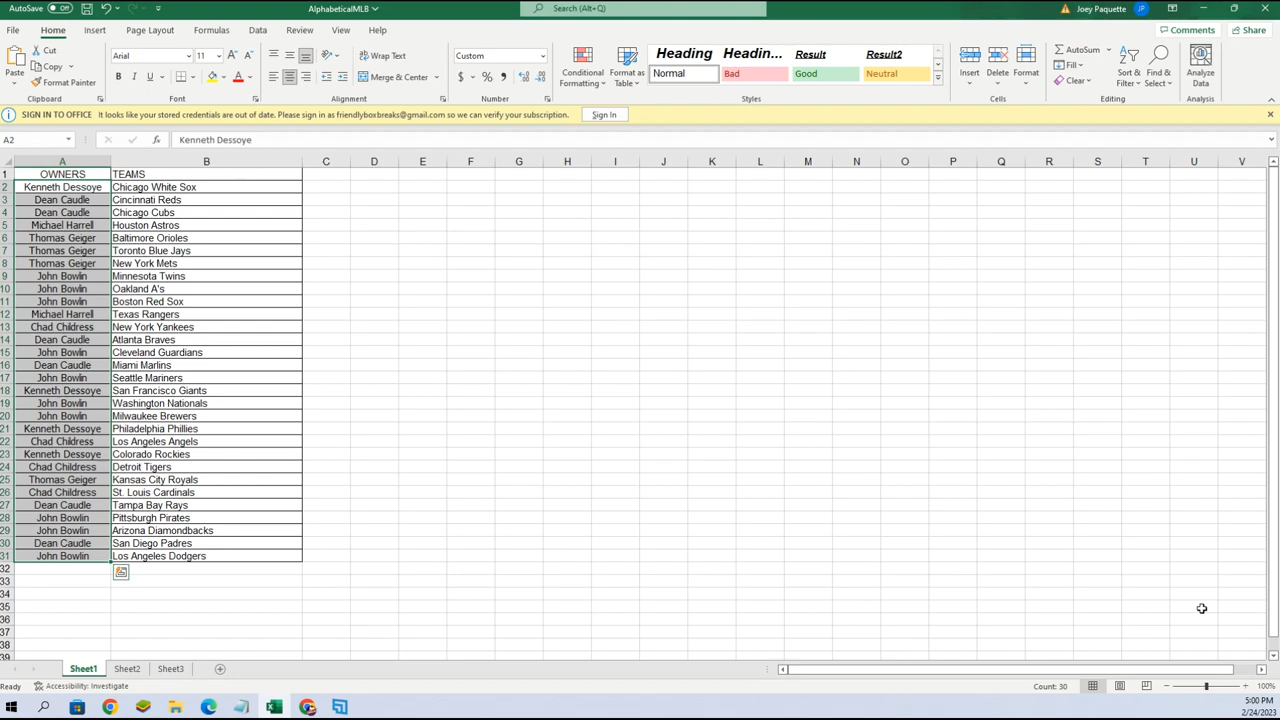 AutoSave Off AlphabeticalMLB Search (Alt+Q) Joey Paquette JP
File Home Insert Page Layout Formulas Data Review View Help Comments Share
Paste Cut Copy Format Painter Clipboard
Arial 11 B I U A Font
Wrap Text Merge & Center Alignment
Custom $ % Number
Conditional Formatting Format as Table
Heading Headin... Result Result2
Normal Bad Good Neutral
Styles
Insert Delete Format Cells
AutoSum Fill Clear Sort & Filter Find & Select Editing
Analyze Data Analysis
SIGN IN TO OFFICE It looks like your stored credentials are out of date. Please sign in as friendlyboxbreaks@gmail.com so we can verify your subscription. Sign In
A2 fx Kenneth Dessoye
A B C D E F G H I J K L M N O P Q R S T U V
1 OWNERS TEAMS
2 Kenneth Dessoye Chicago White Sox
3 Dean Caudle Cincinnati Reds
4 Dean Caudle Chicago Cubs
5 Michael Harrell Houston Astros
6 Thomas Geiger Baltimore Orioles
7 Thomas Geiger Toronto Blue Jays
8 Thomas Geiger New York Mets
9 John Bowlin Minnesota Twins
10 John Bowlin Oakland A's
11 John Bowlin Boston Red Sox
12 Michael Harrell Texas Rangers
13 Chad Childress New York Yankees
14 Dean Caudle Atlanta Braves
15 John Bowlin Cleveland Guardians
16 Dean Caudle Miami Marlins
17 John Bowlin Seattle Mariners
18 Kenneth Dessoye San Francisco Giants
19 John Bowlin Washington Nationals
20 John Bowlin Milwaukee Brewers
21 Kenneth Dessoye Philadelphia Phillies
22 Chad Childress Los Angeles Angels
23 Kenneth Dessoye Colorado Rockies
24 Chad Childress Detroit Tigers
25 Thomas Geiger Kansas City Royals
26 Chad Childress St. Louis Cardinals
27 Dean Caudle Tampa Bay Rays
28 John Bowlin Pittsburgh Pirates
29 John Bowlin Arizona Diamondbacks
30 Dean Caudle San Diego Padres
31 John Bowlin Los Angeles Dodgers
32
33
34
35
36
37
38
39
Sheet1 Sheet2 Sheet3
Ready Accessibility: Investigate Count: 30 100%
5:00 PM
2/24/2023